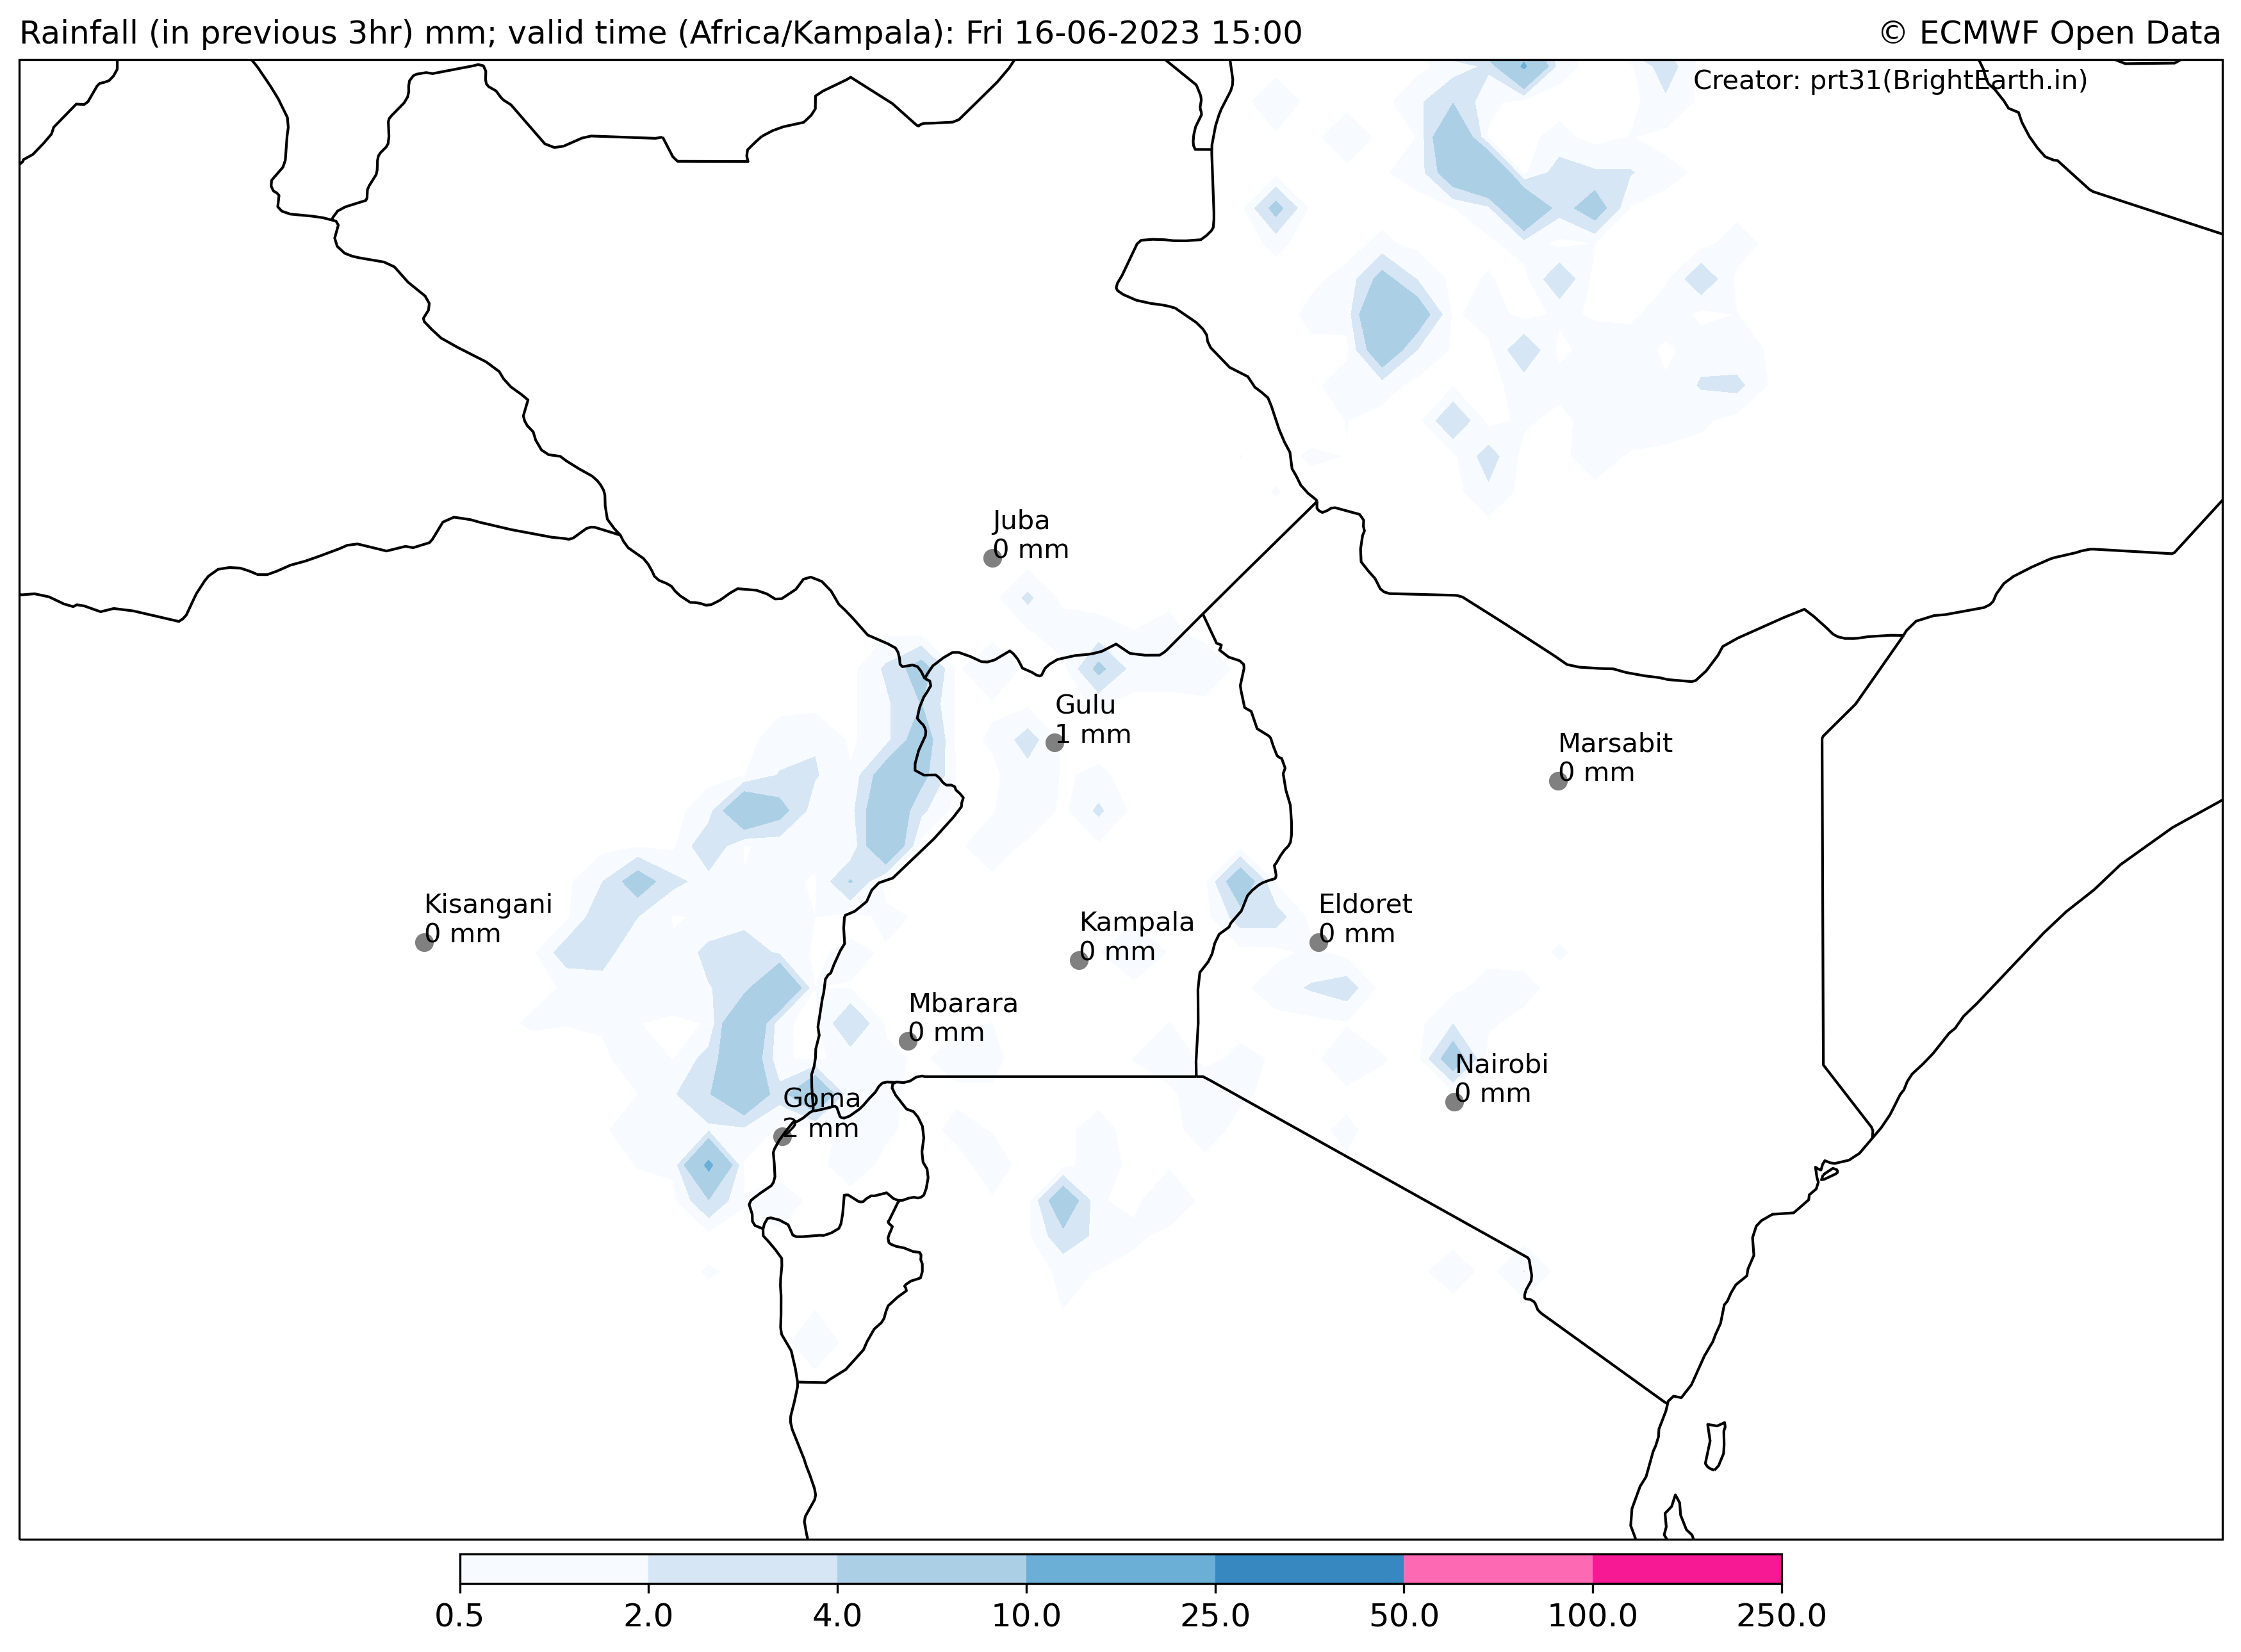 Rainfall (in previous 3hr) mm; valid time (Africa/Kampala): Fri 16-06-2023 15:00
© ECMWF Open Data
Creator: prt31(BrightEarth.in)
Juba
0 mm
Gulu
1 mm
Marsabit
0 mm
Kisangani
0 mm
Eldoret
0 mm
Kampala
0 mm
Mbarara
0 mm
Nairobi
0 mm
Goma
2 mm
0.5 2.0 4.0 10.0 25.0 50.0 100.0 250.0